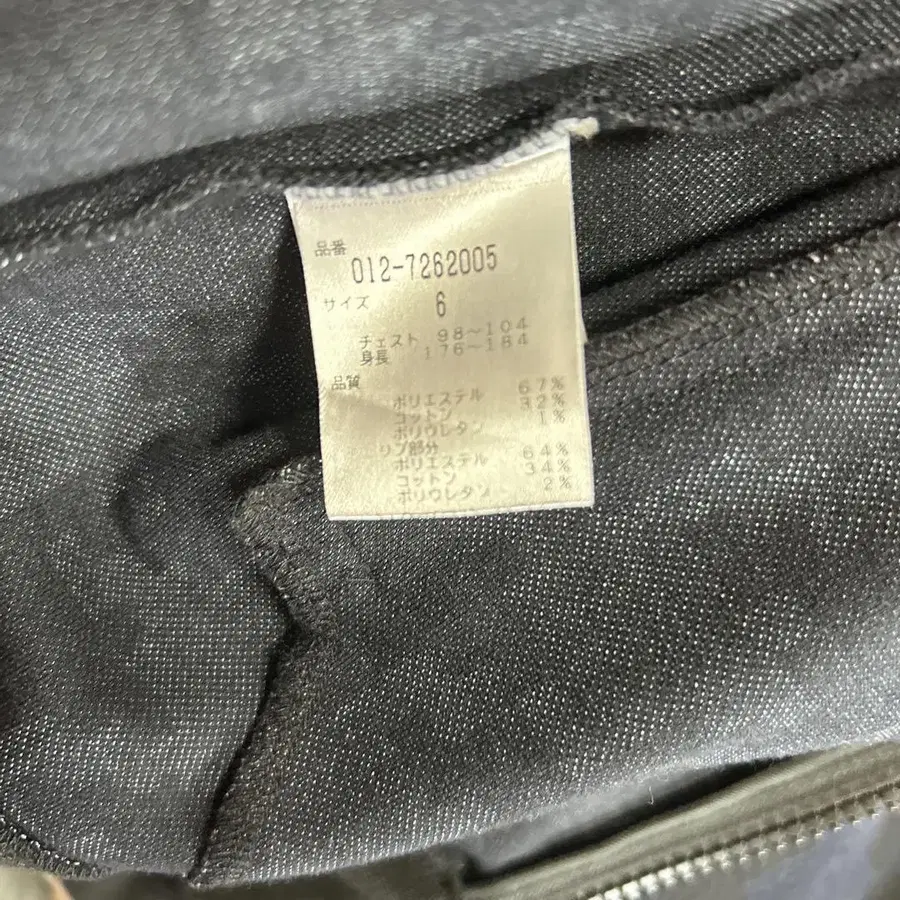 品番
012-7262005
サイズ 6
チェスト 98~104
身長 176~184
品質
ポリエステル 67%
コットン 32%
ポリウレタン 1%
リブ部分
ポリエステル 64%
コットン 34%
ポリウレタン 2%